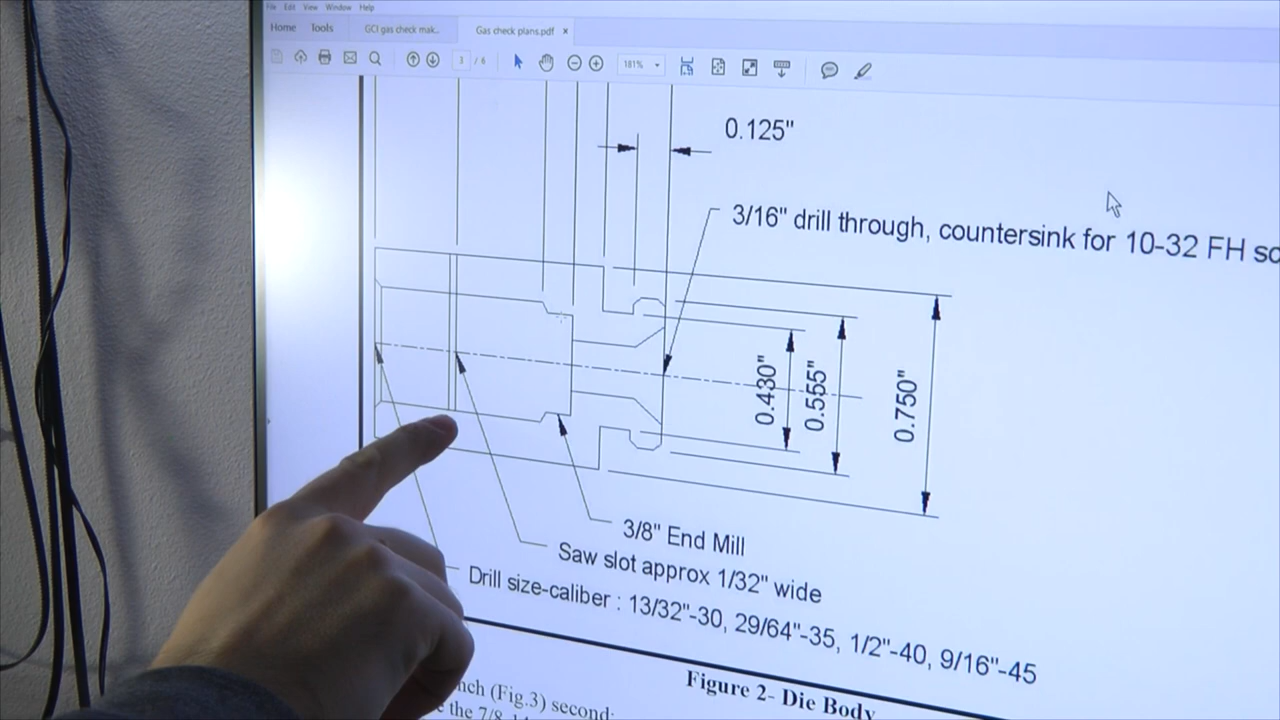 File Edit View Window Help
Home Tools GCI gas check mak... Gas check plans.pdf ×
3 / 6 181%
0.125"
3/16" drill through, countersink for 10-32 FH sc
0.430"
0.555"
0.750"
3/8" End Mill
Saw slot approx 1/32" wide
Drill size-caliber : 13/32"-30, 29/64"-35, 1/2"-40, 9/16"-45
Figure 2- Die Body
nch (Fig.3) second
the 7/8